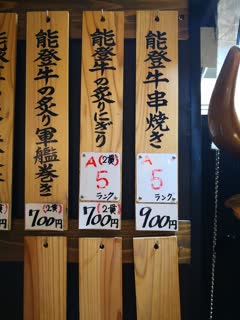 能登牛串焼き
A
5
ランク
900円
能登牛の炙りにぎり
A(2貫)
5
ランク
700円(2貫)
能登牛の炙り軍艦巻き
(2貫)
700円